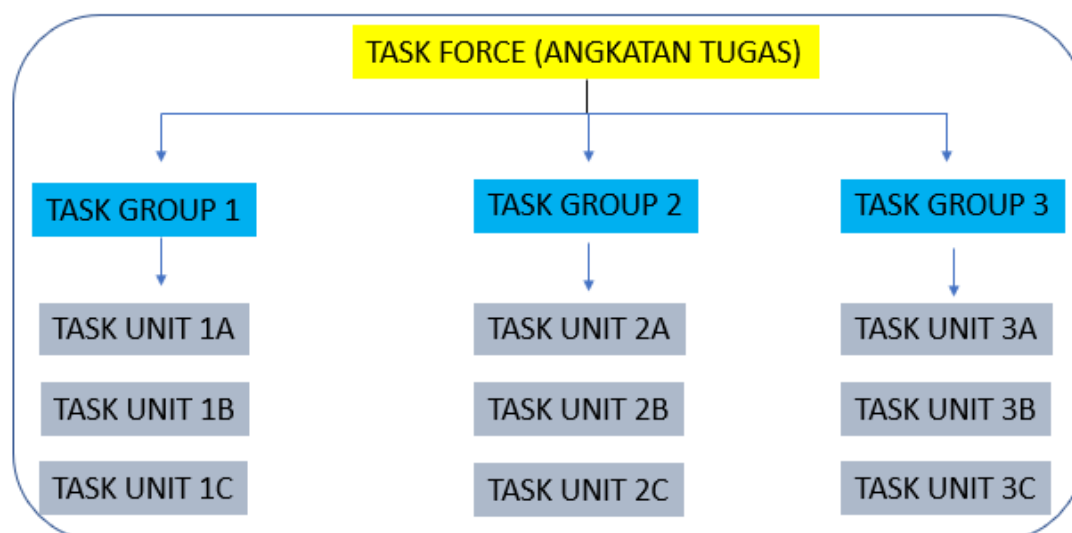 TASK FORCE (ANGKATAN TUGAS)
TASK GROUP 1
TASK GROUP 2
TASK GROUP 3
TASK UNIT 1A
TASK UNIT 2A
TASK UNIT 3A
TASK UNIT 1B
TASK UNIT 2B
TASK UNIT 3B
TASK UNIT 1C
TASK UNIT 2C
TASK UNIT 3C